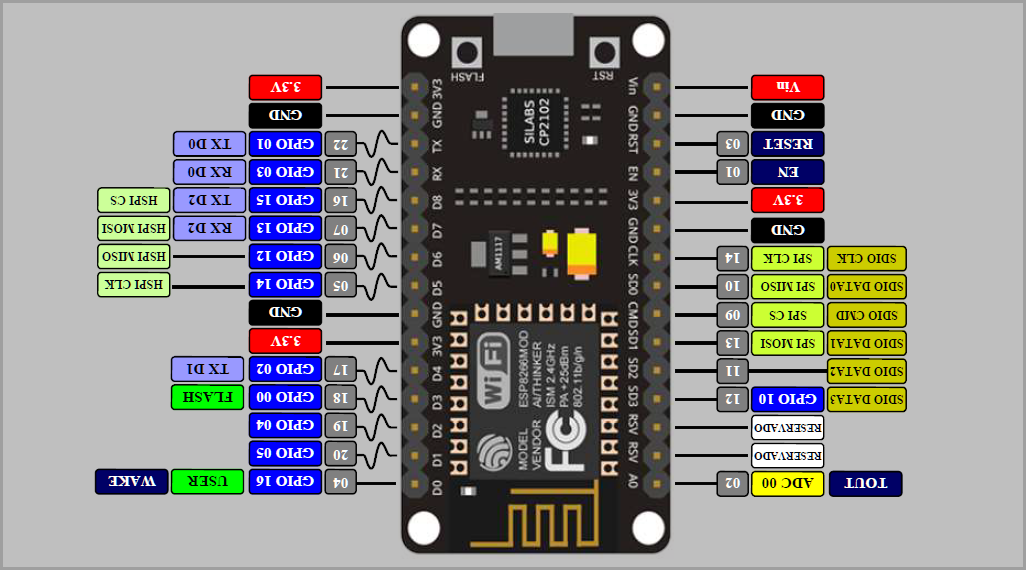 FLASH
RST
3.3V 3V3 Vin Vin
GND GND GND GND
TX D0 GPIO 01 22 TX RST 03 RESET
RX D0 GPIO 03 21 RX EN 01 EN
HSPI CS TX D2 GPIO 15 16 D8 3V3 3.3V
HSPI MOSI RX D2 GPIO 13 07 D7 GND GND
HSPI MISO GPIO 12 06 D6 CLK 14 SPI CLK SDIO CLK
HSPI CLK GPIO 14 05 D5 SD0 10 SPI MISO SDIO DATA0
GND GND CMD 09 SPI CS SDIO CMD
3.3V 3V3 SD1 13 SPI MOSI SDIO DATA1
TX D1 GPIO 02 17 D4 SD2 11 SDIO DATA2
FLASH GPIO 00 18 D3 SD3 12 GPIO 10 SDIO DATA3
GPIO 04 19 D2 RSV RESERVADO
GPIO 05 20 D1 RSV RESERVADO
WAKE USER GPIO 16 04 D0 A0 02 ADC 00 TOUT
SILABS
CP2102
AM1117
Wi Fi
FC
MODEL
VENDOR
ESP8266MOD
AI/THINKER
ISM 2.4GHz
PA +25dBm
802.11b/g/n